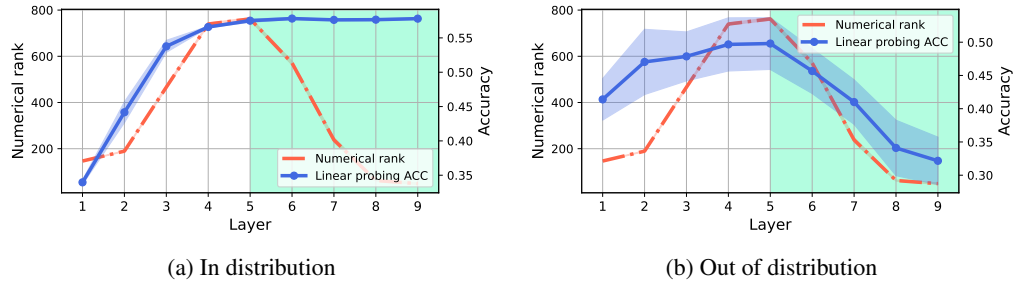 800
600
400
200
Numerical rank
0.55
0.50
0.45
0.40
0.35
Accuracy
Numerical rank
Linear probing ACC
1 2 3 4 5 6 7 8 9
Layer
(a) In distribution
800
600
400
200
Numerical rank
0.50
0.45
0.40
0.35
0.30
Accuracy
Numerical rank
Linear probing ACC
1 2 3 4 5 6 7 8 9
Layer
(b) Out of distribution